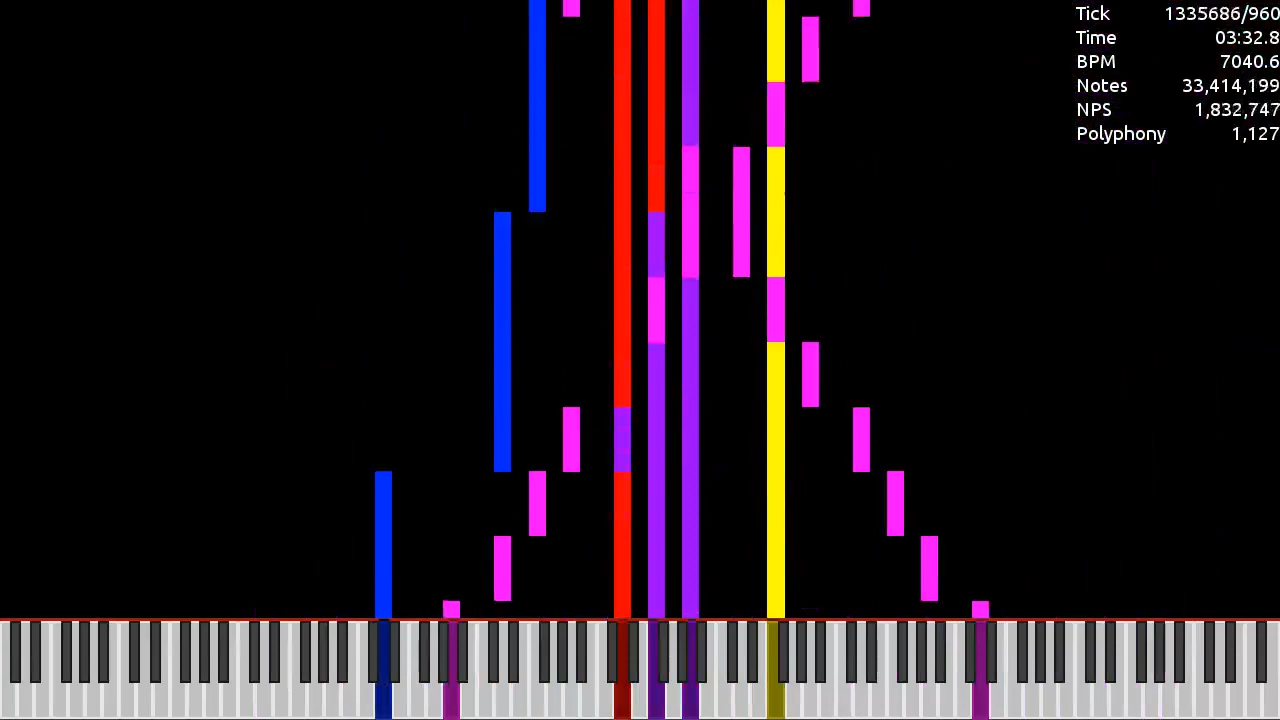 Tick 1335686/960
Time 03:32.8
BPM 7040.6
Notes 33,414,199
NPS 1,832,747
Polyphony 1,127